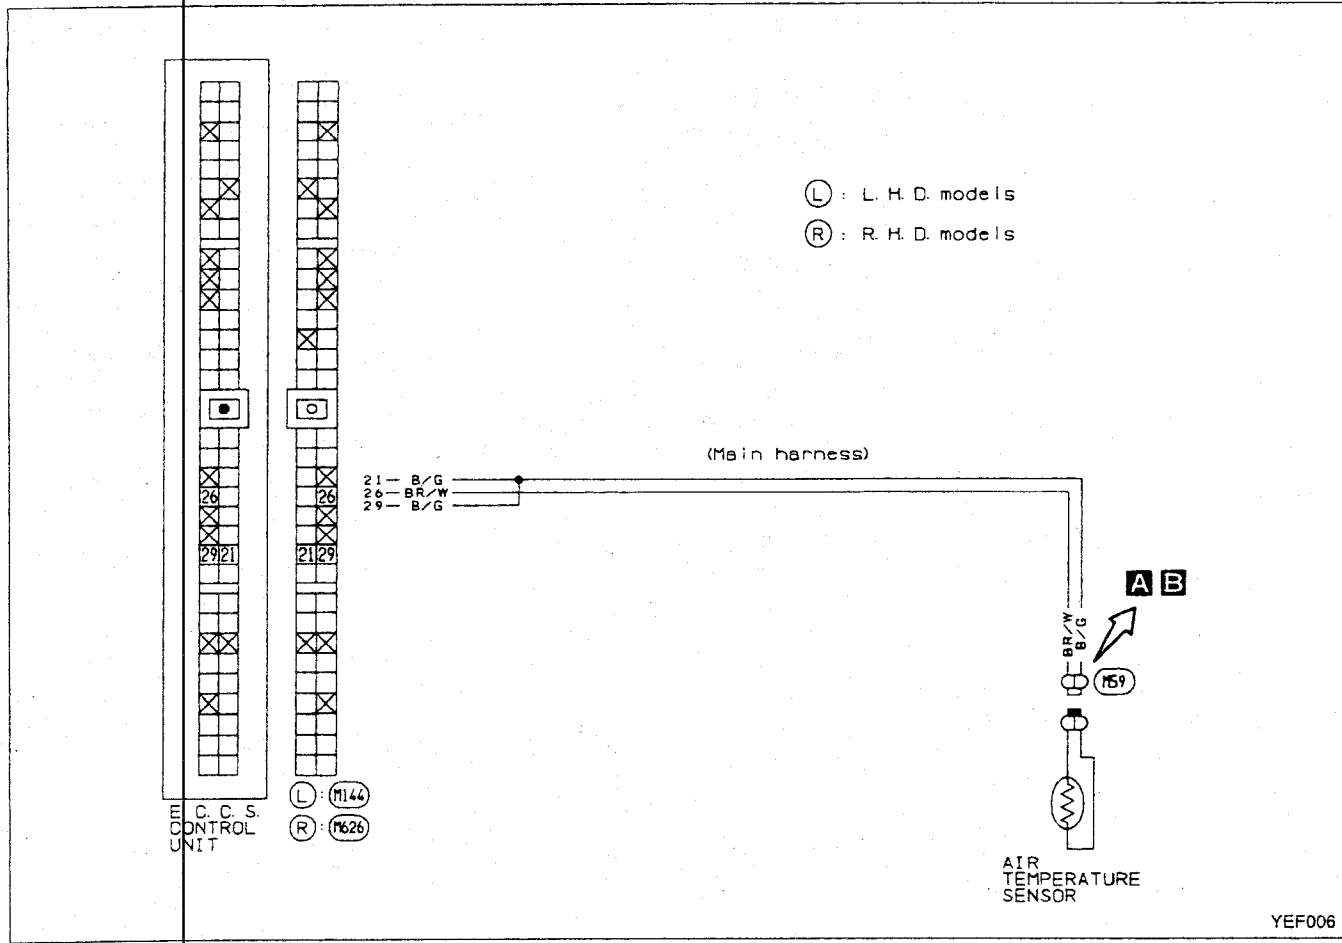 L : L. H. D. models
R : R. H. D. models
(Main harness)
21 B/G
26 BR/W
29 B/G
26
26
29 21
21 29
A B
BR/W
B/G
M59
L : M144
R : M626
E. C. C. S.
CONTROL
UNIT
AIR
TEMPERATURE
SENSOR
YEF006